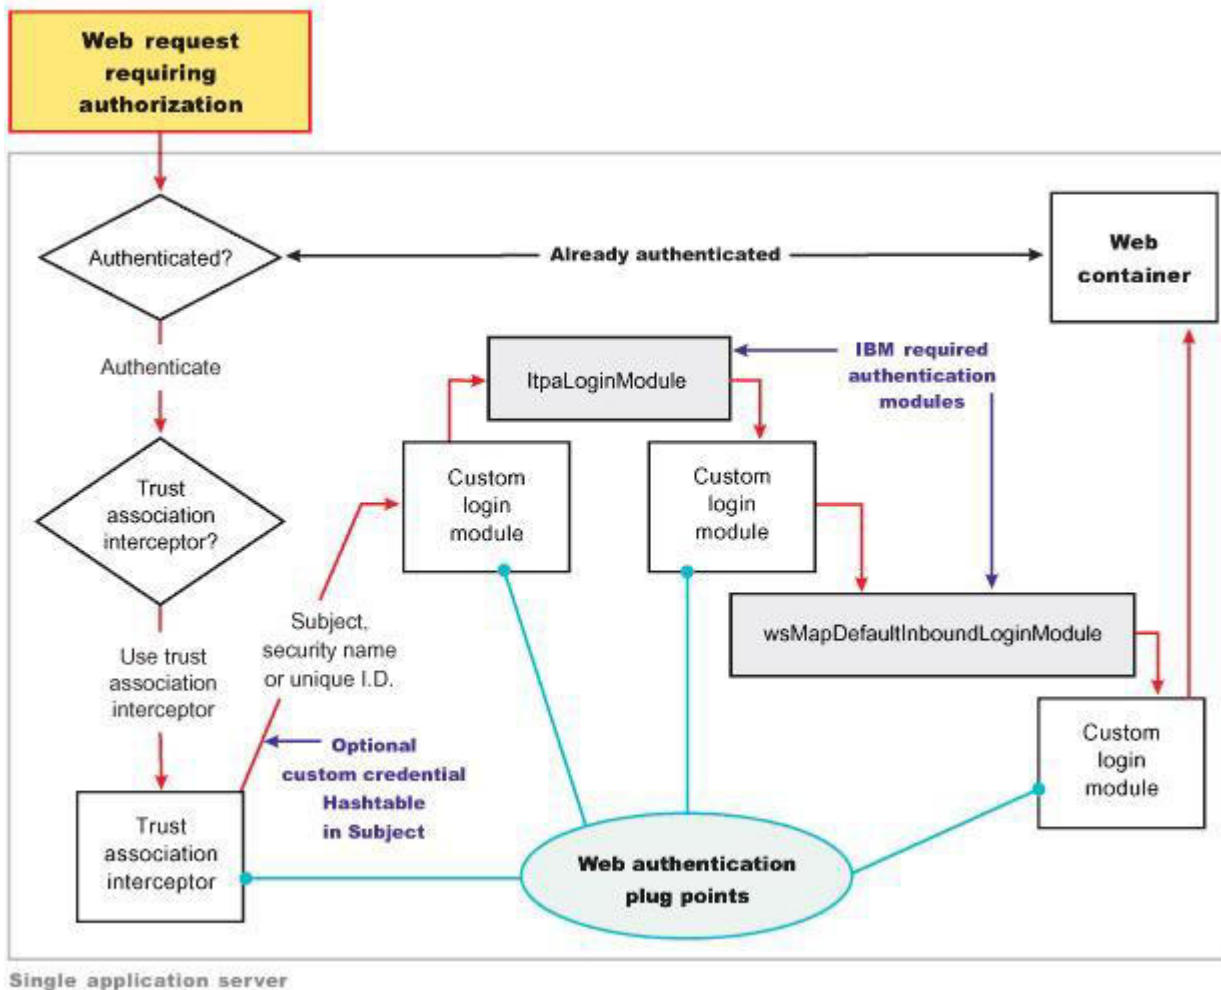 Web request
requiring
authorization
Authenticated?
Already authenticated
Web
container
Authenticate
ltpaLoginModule
IBM required
authentication
modules
Trust
association
interceptor?
Custom
login
module
Custom
login
module
Subject,
security name
or unique I.D.
wsMapDefaultInboundLoginModule
Use trust
association
interceptor
Optional
custom credential
Hashtable
in Subject
Custom
login
module
Trust
association
interceptor
Web authentication
plug points
Single application server